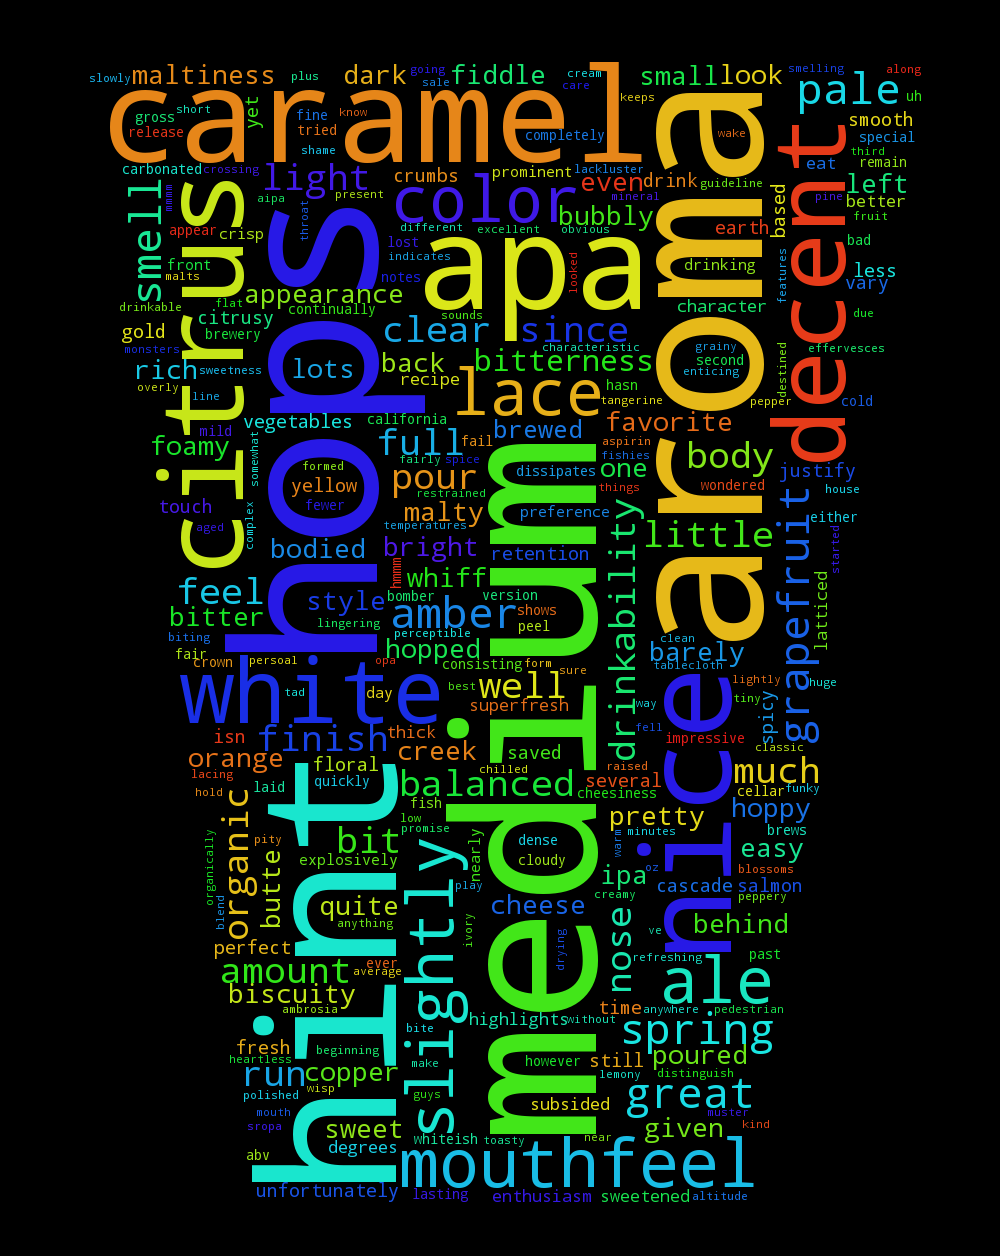 slowly maltiness plus dark going sale fiddle cream care small look smelling along
caramel keeps aroma pale uh
gross short release yet fine know tried shame completely wake decent smooth special
carbonated crossing light crumbs prominent lackluster even drink guideline eat third remain
smell mmmm citrus aipa hops throat present color mineral bubbly based pine left better
appear crisp different excellent obvious earth fruit
front malts lost indicates apa looked drinking features bad less
drinkable flat appearance notes continually sounds character vary due
gold citrusy brewery clear since characteristic grainy effervesces
monsters rich sweetness lots back bitterness second enticing destined
overly line recipe lace hasn tangerine pepper cold
mild vegetables california brewed favorite
foamy somewhat full fail aspirin fishies body
formed fairly spice pour dissipates one things wondered justify
yellow fewer restrained medium grapefruit house
touch aged complex malty preference drinkability little either
bodied temperatures bright retention started
feel hmmm whiff latticed
style bomber version
bitter lingering amber shows peel
biting perceptible clean barely
fair crown persoal opa hopped consisting form sure tablecloth
white tad day best well nice lightly huge
superfresh way tiny spicy
isn finish thick fell impressive classic
orange creek saved
lacing floral chilled raised much
hold laid quickly balanced several cheesiness cellar funky
organic hint fish pretty hoppy
organically pity bit low promise nearly dense warm minutes brews
butte explosively slightly cloudy easy
blend play ipa oz blossoms
quite cheese creamy cascade salmon peppery
anything ivory nose ve behind
perfect ever drying refreshing past
amount average ale
biscuity ambrosia highlights without time anywhere pedestrian
fresh bite spring
heartless beginning make however still poured
run copper lemony distinguish
polished wisp guys subsided great
mouth muster
sropa sweet whiteish toasty near given kind
abv degrees mouthfeel
unfortunately lasting enthusiasm sweetened altitude